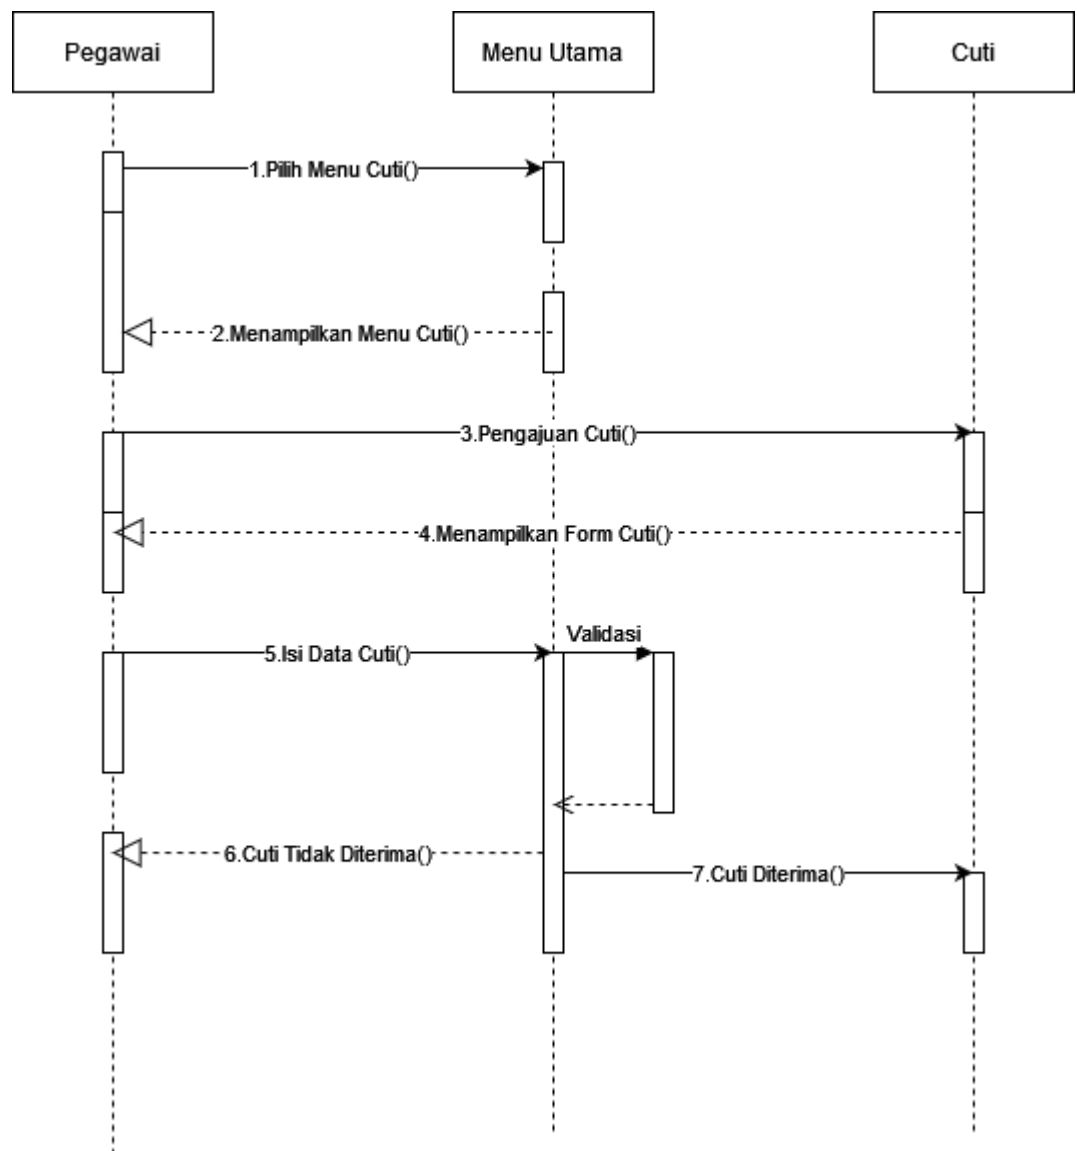 Pegawai
Menu Utama
Cuti
1.Pilih Menu Cuti()
2.Menampilkan Menu Cuti()
3.Pengajuan Cuti()
4.Menampilkan Form Cuti()
Validasi
5.Isi Data Cuti()
6.Cuti Tidak Diterima()
7.Cuti Diterima()